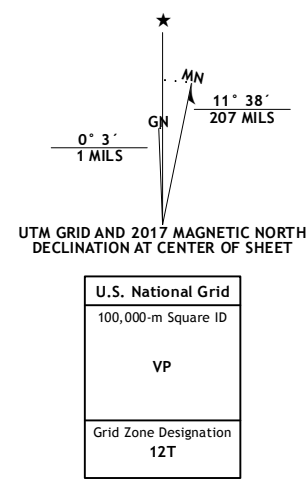 ★
MN
GN
11° 38´
207 MILS
0° 3´
1 MILS
UTM GRID AND 2017 MAGNETIC NORTH
DECLINATION AT CENTER OF SHEET
U.S. National Grid
100,000-m Square ID
VP
Grid Zone Designation
12T